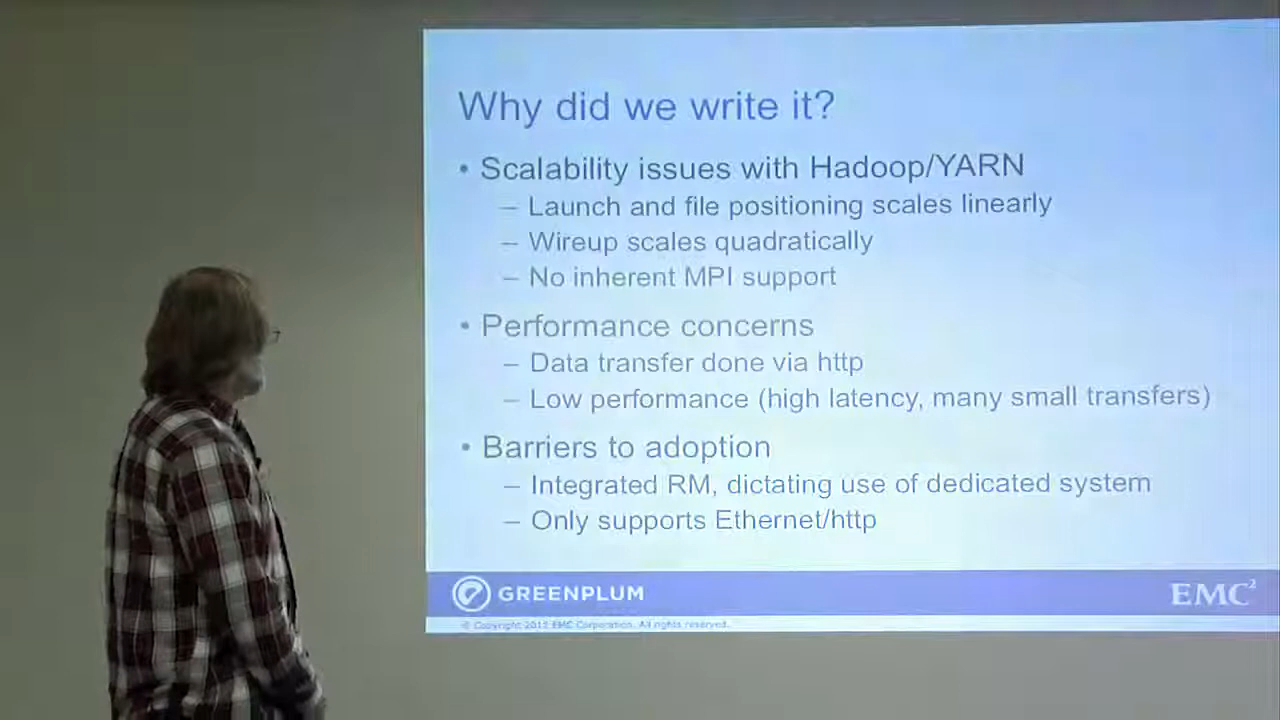 Why did we write it?
• Scalability issues with Hadoop/YARN
– Launch and file positioning scales linearly
– Wireup scales quadratically
– No inherent MPI support
• Performance concerns
– Data transfer done via http
– Low performance (high latency, many small transfers)
• Barriers to adoption
– Integrated RM, dictating use of dedicated system
– Only supports Ethernet/http
GREENPLUM
EMC²
© Copyright EMC Corporation. All rights reserved.